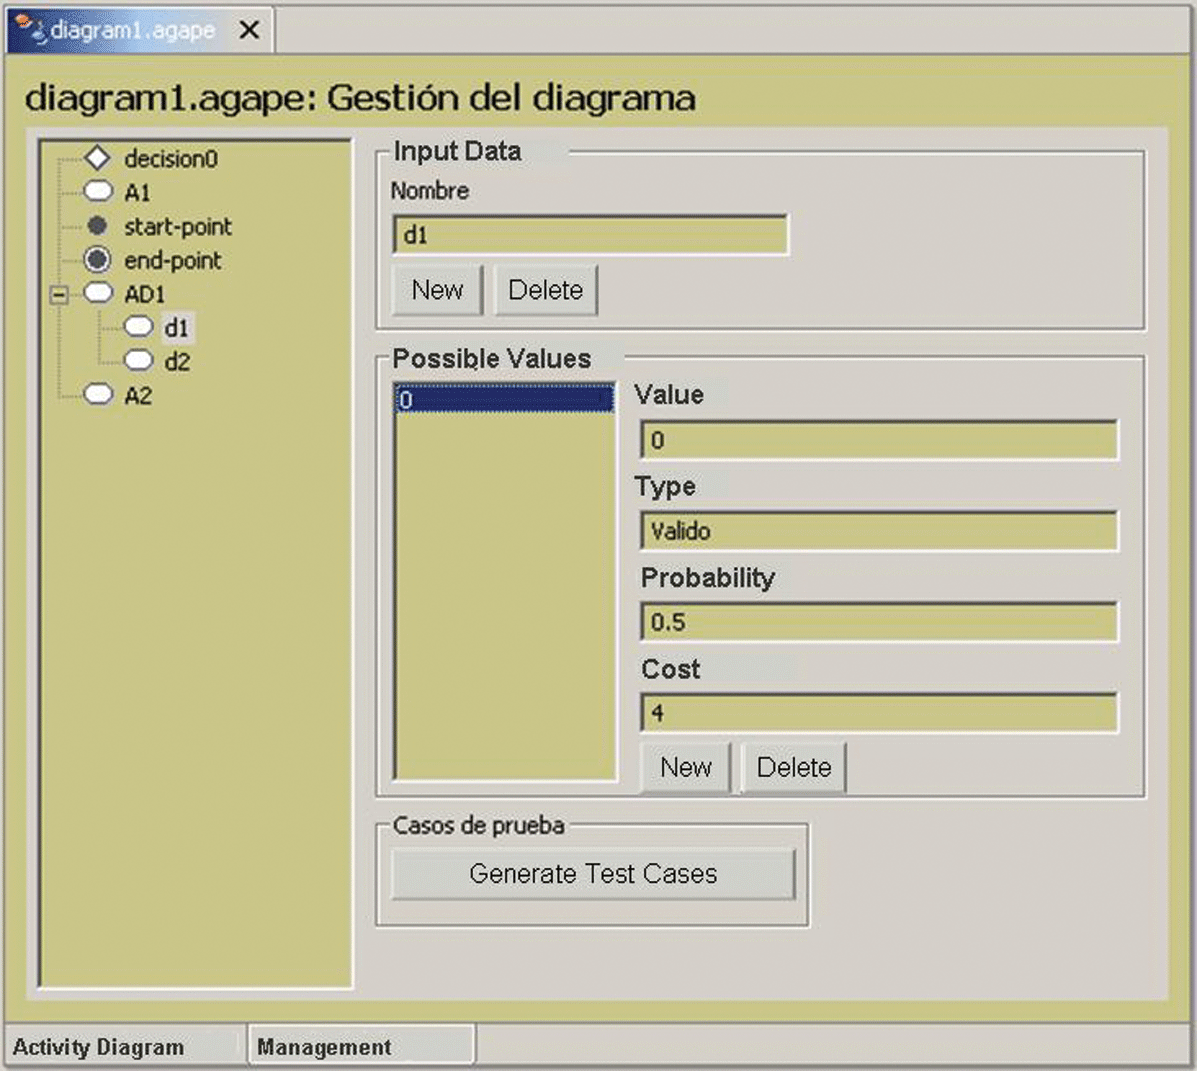 diagram1.agape
diagram1.agape: Gestión del diagrama
decision0
A1
start-point
end-point
AD1
d1
d2
A2
Input Data
Nombre
d1
New Delete
Possible Values
0
Value
0
Type
Valido
Probability
0.5
Cost
4
New Delete
Casos de prueba
Generate Test Cases
Activity Diagram Management